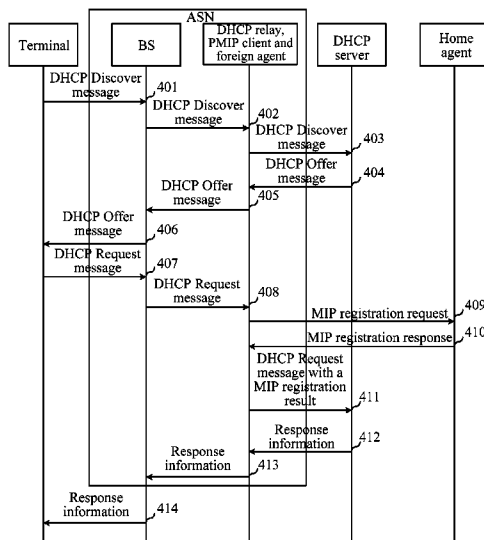 ASN
Terminal
BS
DHCP relay,
PMIP client and
foreign agent
DHCP
server
Home
agent
DHCP Discover
message
401
DHCP Discover
message
402
DHCP Discover
message
403
DHCP Offer
message
404
DHCP Offer
message
405
DHCP Offer
message
406
DHCP Request
message
407
DHCP Request
message
408
MIP registration request
409
MIP registration response
410
DHCP Request
message with a
MIP registration
result
411
Response
information
412
Response
information
413
Response
information
414